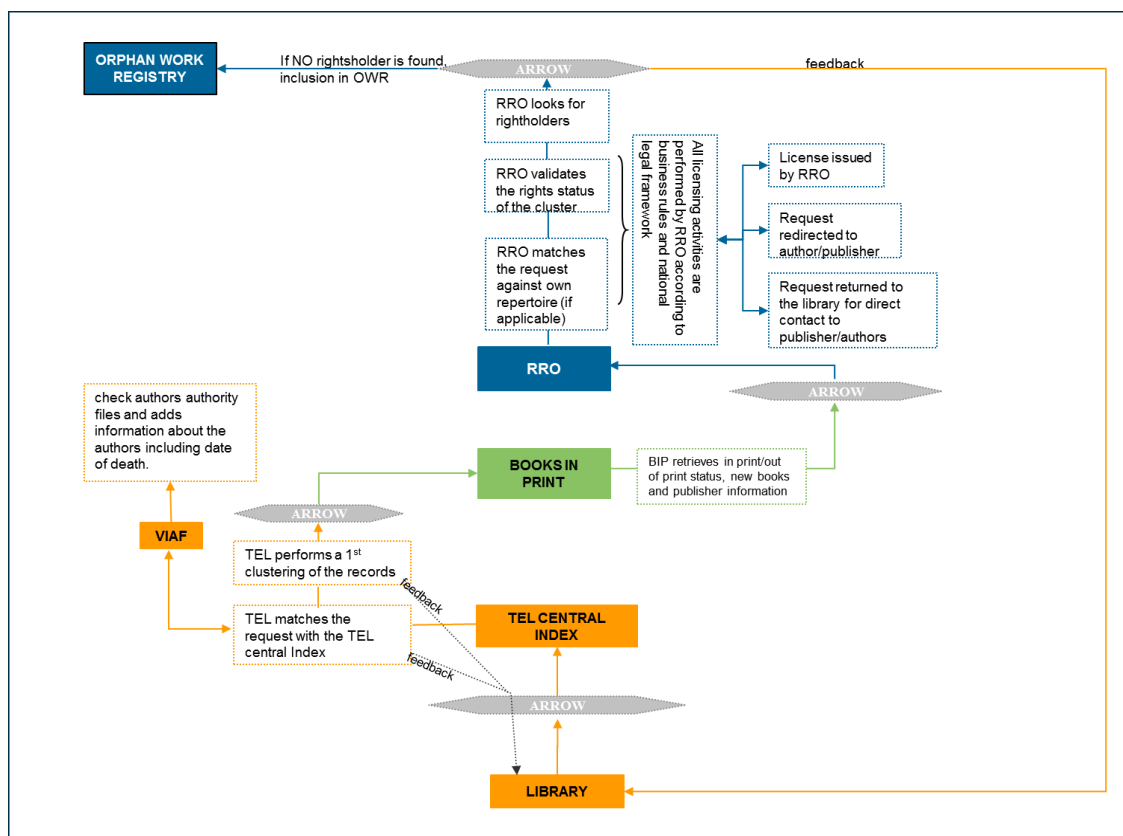 ORPHAN WORK
REGISTRY
If NO rightsholder is found,
inclusion in OWR
ARROW
feedback
RRO looks for
rightholders
RRO validates
the rights status
of the cluster
RRO matches
the request
against own
repertoire (if
applicable)
All licensing activities are
performed by RRO according to
business rules and national
legal framework
License issued
by RRO
Request
redirected to
author/publisher
Request returned to
the library for direct
contact to
publisher/authors
RRO
ARROW
check authors authority
files and adds
information about the
authors including date
of death.
BOOKS IN
PRINT
BIP retrieves in print/out
of print status, new books
and publisher information
ARROW
VIAF
TEL performs a 1st
clustering of the records
feedback
TEL matches the
request with the TEL
central Index
feedback
TEL CENTRAL
INDEX
ARROW
LIBRARY